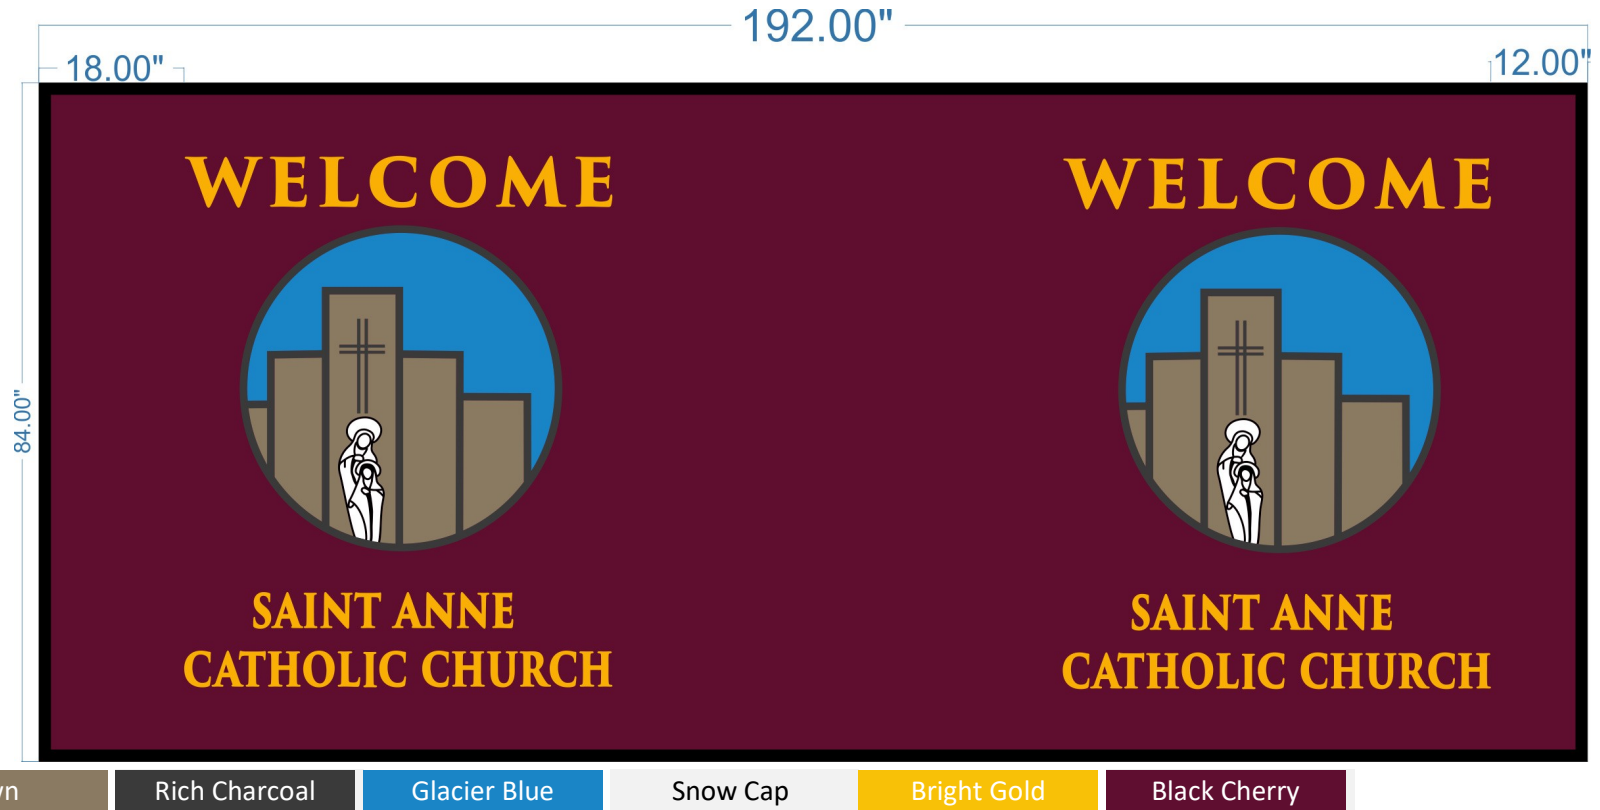 192.00"
18.00"
12.00"
84.00"
WELCOME
WELCOME
SAINT ANNE
CATHOLIC CHURCH
SAINT ANNE
CATHOLIC CHURCH
Rich Charcoal
Glacier Blue
Snow Cap
Bright Gold
Black Cherry